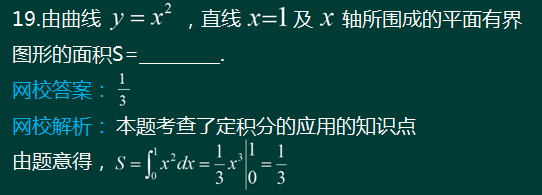 19.由曲线 y = x² ，直线 x=1 及 x 轴所围成的平面有界
图形的面积S=________.
网校答案： 1/3
网校解析： 本题考查了定积分的应用的知识点
由题意得，S = ∫₀¹ x²dx = 1/3 x³ |₀¹ = 1/3